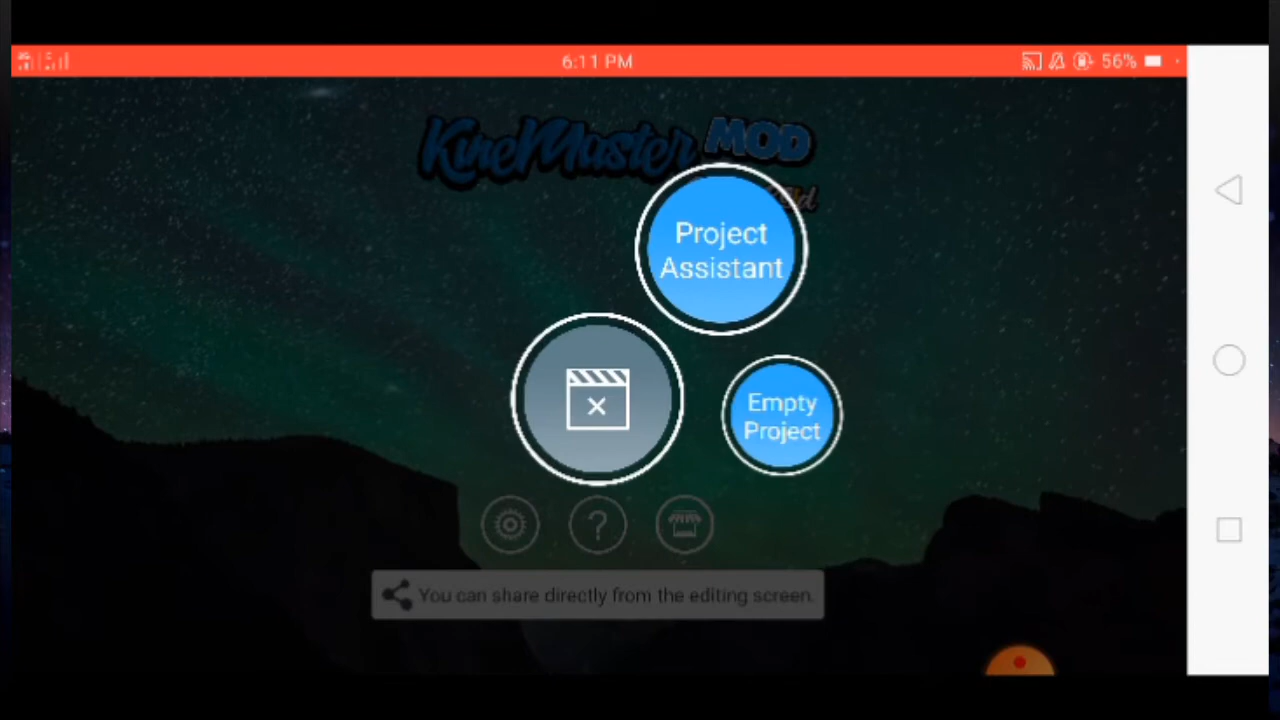 6:11 PM
56%
KineMaster MOD
Project
Assistant
Empty
Project
?
You can share directly from the editing screen.